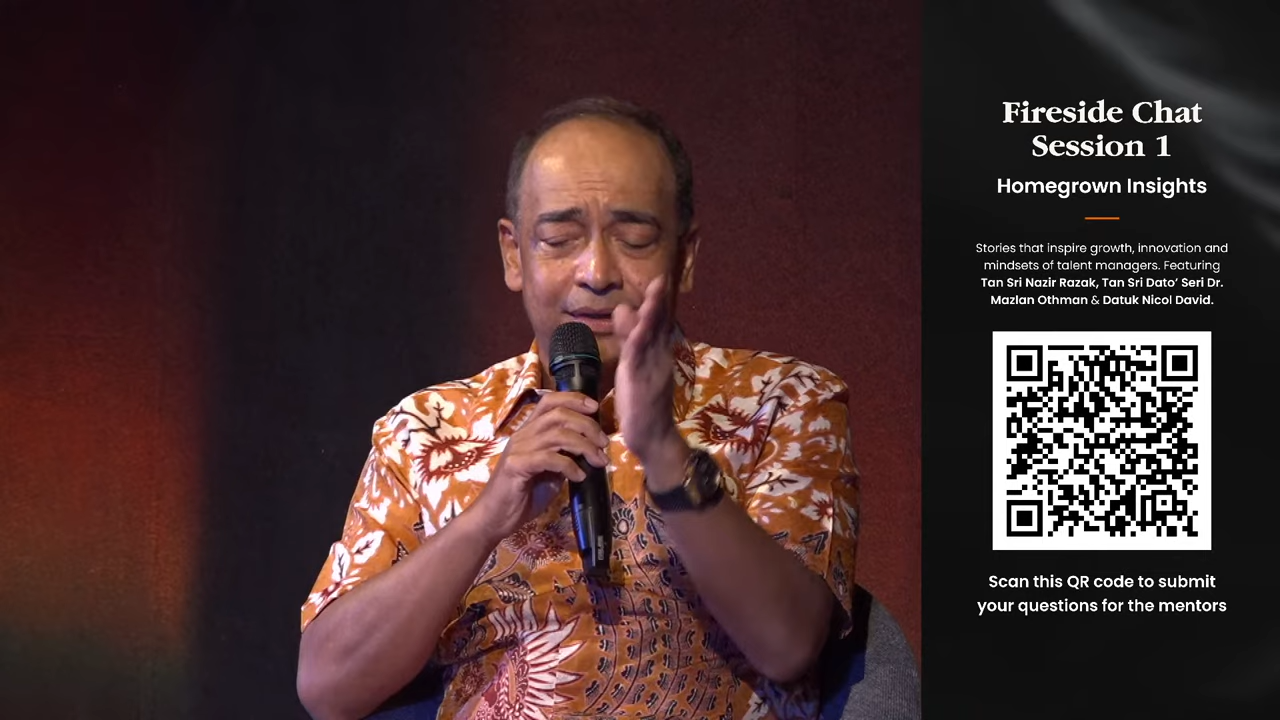 Fireside Chat
Session 1
Homegrown Insights
Stories that inspire growth, innovation and
mindsets of talent managers. Featuring
Tan Sri Nazir Razak, Tan Sri Dato' Seri Dr.
Mazlan Othman & Datuk Nicol David.
Scan this QR code to submit
your questions for the mentors